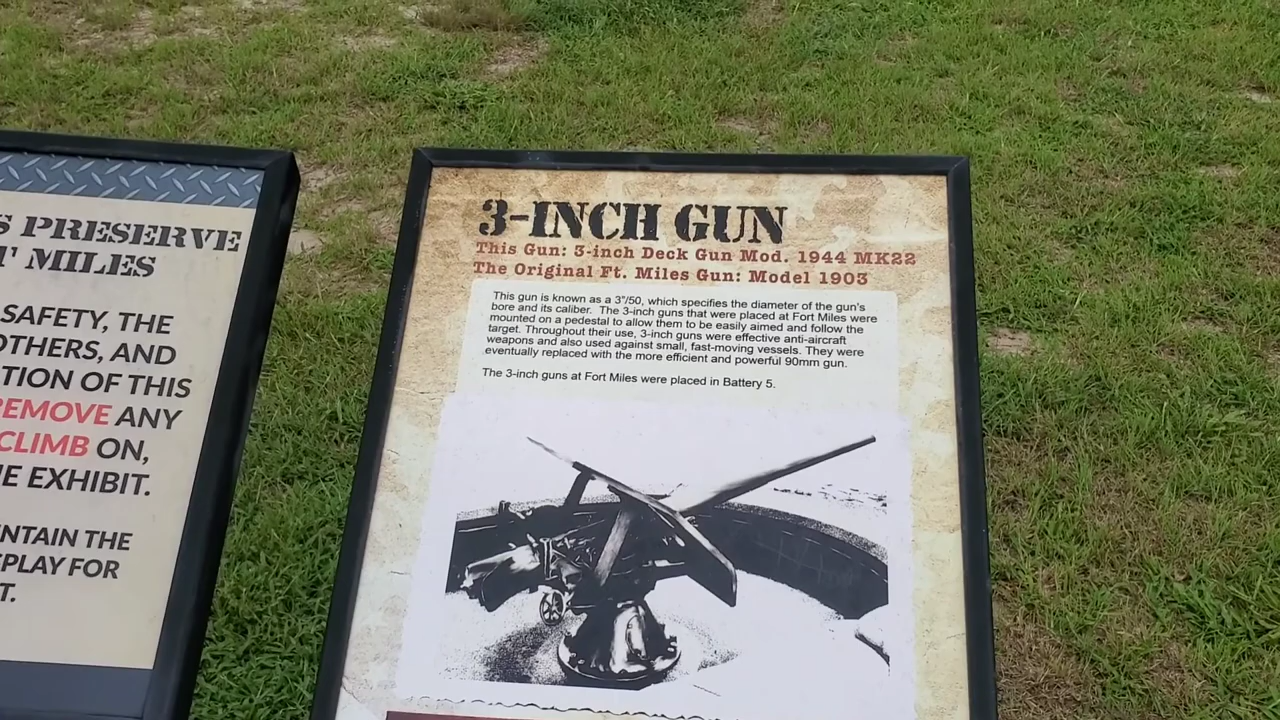 S PRESERVE
T MILES
SAFETY, THE
OTHERS, AND
TION OF THIS
REMOVE ANY
CLIMB ON,
E EXHIBIT.
NTAIN THE
PLAY FOR
T.
3-INCH GUN
This Gun: 3-inch Deck Gun Mod. 1944 MK22
The Original Ft. Miles Gun: Model 1903
This gun is known as a 3"/50, which specifies the diameter of the gun's
bore and its caliber. The 3-inch guns that were placed at Fort Miles were
mounted on a pedestal to allow them to be easily aimed and follow the
target. Throughout their use, 3-inch guns were effective anti-aircraft
weapons and also used against small, fast-moving vessels. They were
eventually replaced with the more efficient and powerful 90mm gun.
The 3-inch guns at Fort Miles were placed in Battery 5.